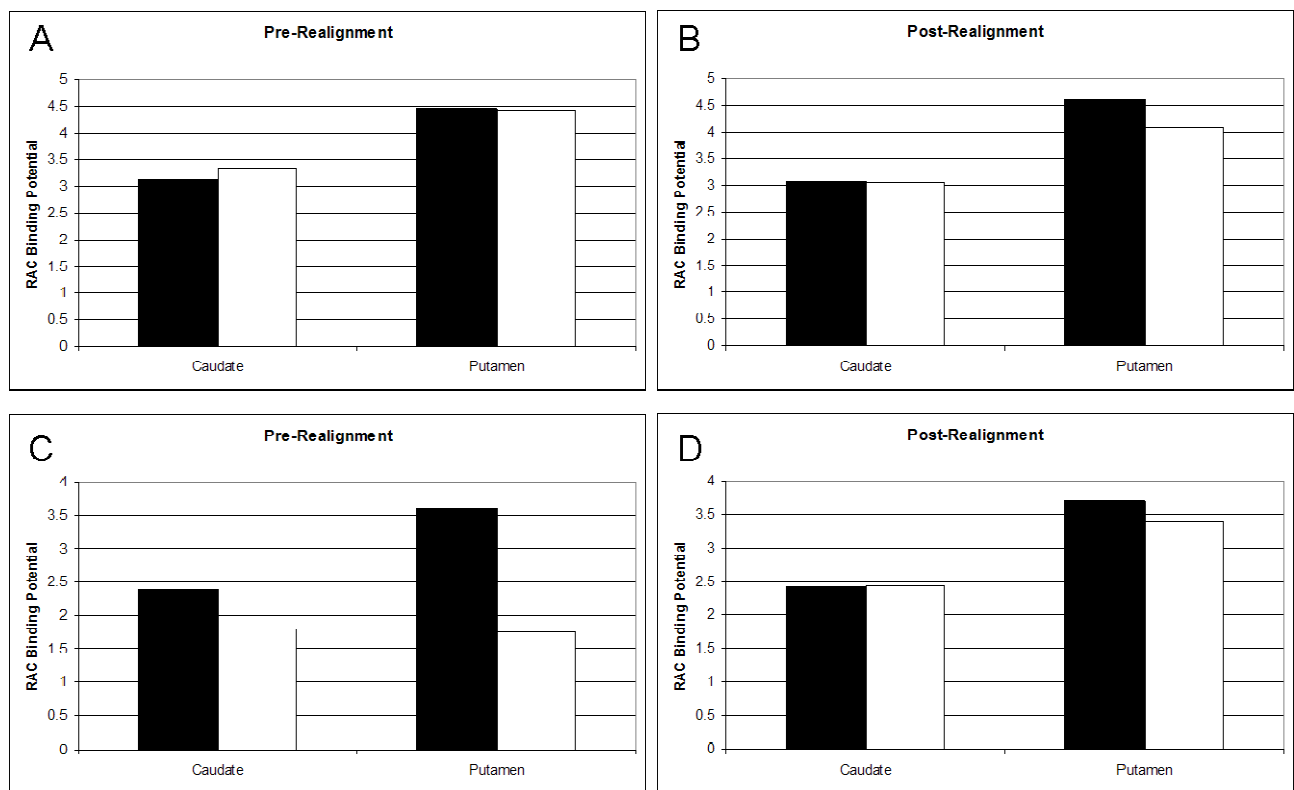 A
Pre-Realignment
RAC Binding Potential
5
4.5
4
3.5
3
2.5
2
1.5
1
0.5
0
Caudate
Putamen
B
Post-Realignment
RAC Binding Potential
5
4.5
4
3.5
3
2.5
2
1.5
1
0.5
0
Caudate
Putamen
C
Pre-Realignment
RAC Binding Potential
4
3.5
3
2.5
2
1.5
1
0.5
0
Caudate
Putamen
D
Post-Realignment
RAC Binding Potential
4
3.5
3
2.5
2
1.5
1
0.5
0
Caudate
Putamen